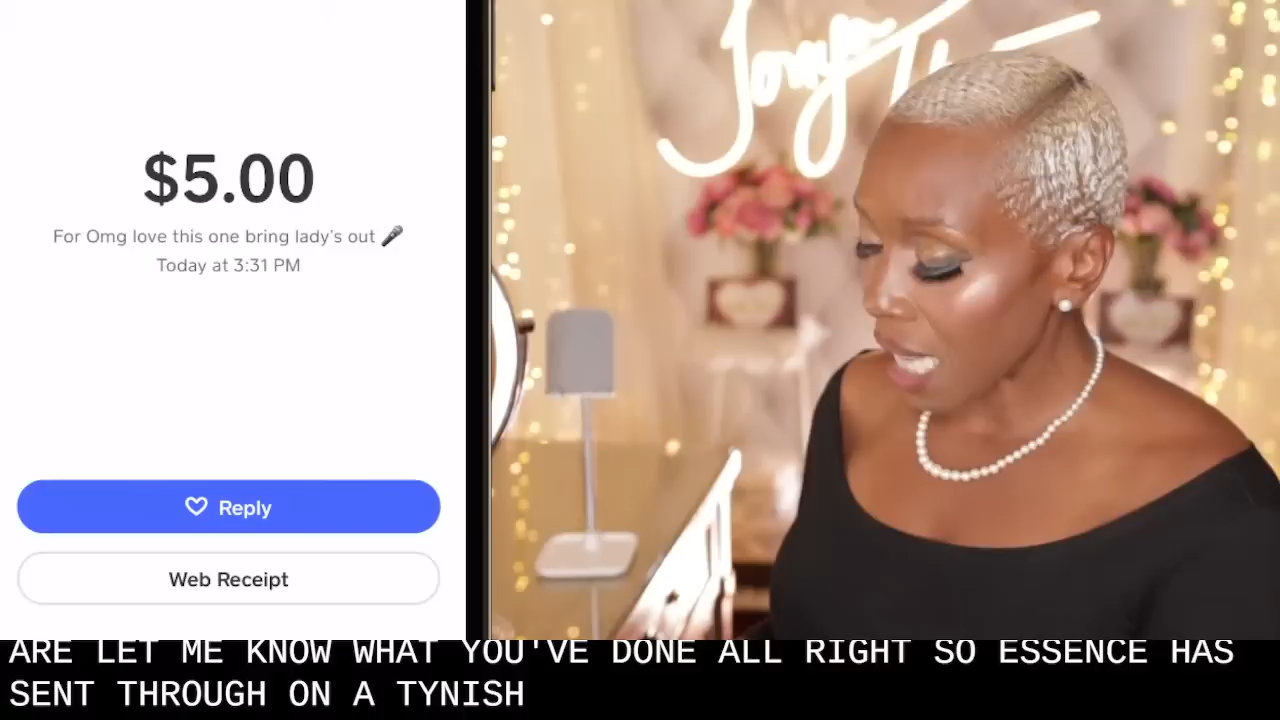 $5.00
For Omg love this one bring lady's out 🎤
Today at 3:31 PM
Reply
Web Receipt
ARE LET ME KNOW WHAT YOU'VE DONE ALL RIGHT SO ESSENCE HAS
SENT THROUGH ON A TYNISH